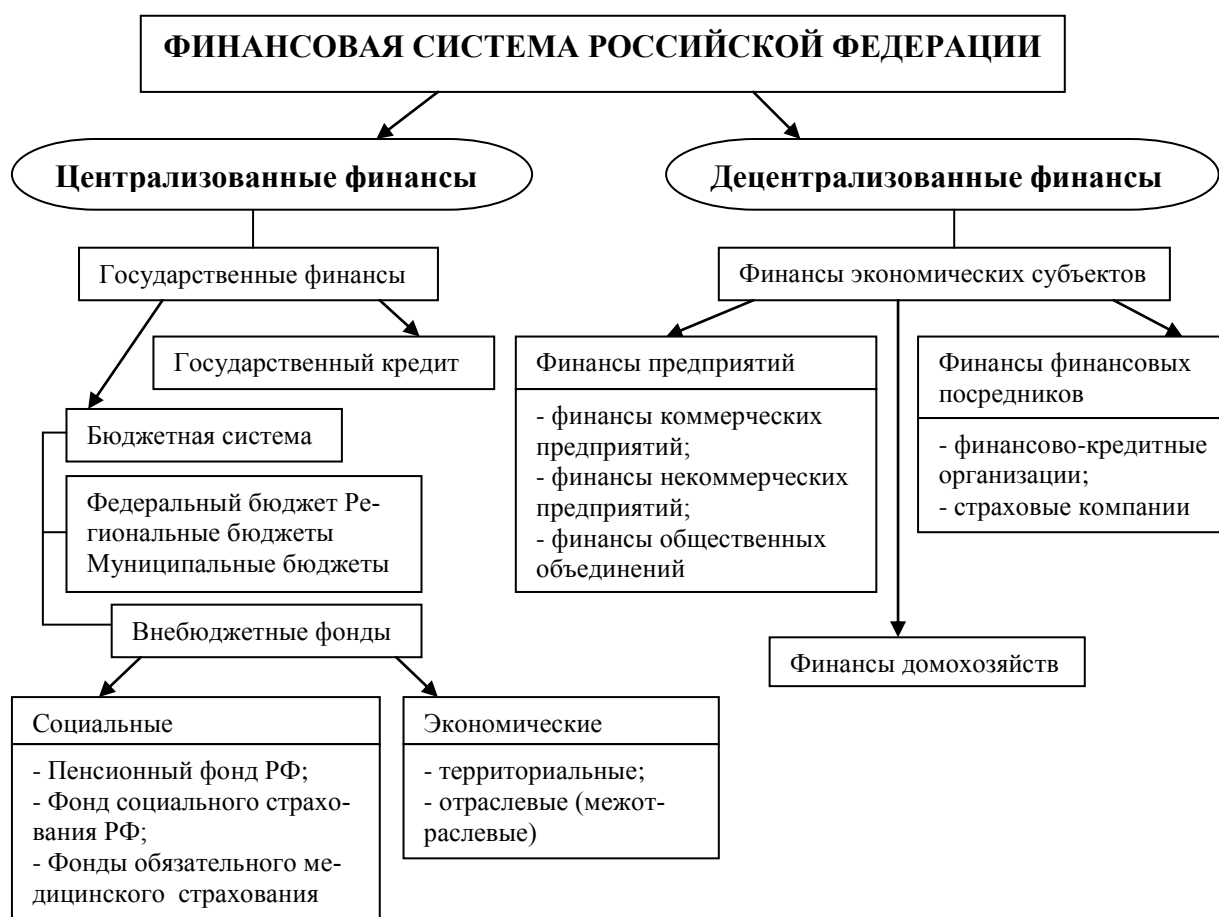 ФИНАНСОВАЯ СИСТЕМА РОССИЙСКОЙ ФЕДЕРАЦИИ
Централизованные финансы
Децентрализованные финансы
Государственные финансы
Финансы экономических субъектов
Государственный кредит
Финансы предприятий
- финансы коммерческих
предприятий;
- финансы некоммерческих
предприятий;
- финансы общественных
объединений
Финансы финансовых
посредников
- финансово-кредитные
организации;
- страховые компании
Бюджетная система
Федеральный бюджет Ре-
гиональные бюджеты
Муниципальные бюджеты
Внебюджетные фонды
Финансы домохозяйств
Социальные
- Пенсионный фонд РФ;
- Фонд социального страхо-
вания РФ;
- Фонды обязательного ме-
дицинского страхования
Экономические
- территориальные;
- отраслевые (межот-
раслевые)